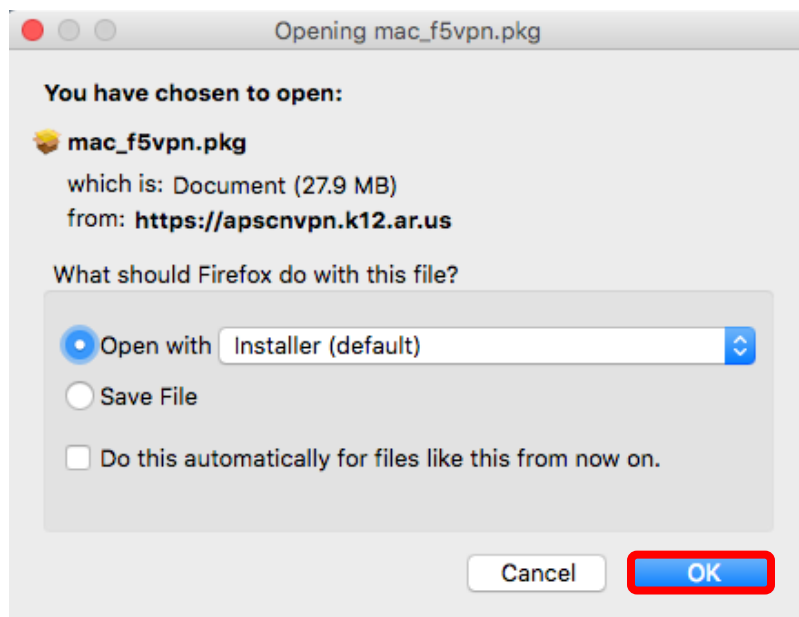 Opening mac_f5vpn.pkg
You have chosen to open:
mac_f5vpn.pkg
which is: Document (27.9 MB)
from: https://apscnvpn.k12.ar.us
What should Firefox do with this file?
Open with Installer (default)
Save File
Do this automatically for files like this from now on.
Cancel OK